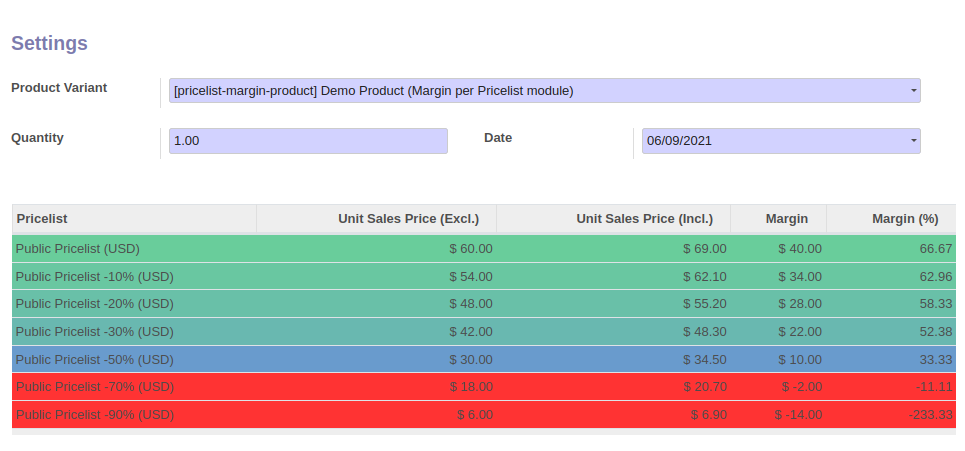 Settings
Product Variant [pricelist-margin-product] Demo Product (Margin per Pricelist module)
Quantity 1.00 Date 06/09/2021
Pricelist Unit Sales Price (Excl.) Unit Sales Price (Incl.) Margin Margin (%)
Public Pricelist (USD) $ 60.00 $ 69.00 $ 40.00 66.67
Public Pricelist -10% (USD) $ 54.00 $ 62.10 $ 34.00 62.96
Public Pricelist -20% (USD) $ 48.00 $ 55.20 $ 28.00 58.33
Public Pricelist -30% (USD) $ 42.00 $ 48.30 $ 22.00 52.38
Public Pricelist -50% (USD) $ 30.00 $ 34.50 $ 10.00 33.33
Public Pricelist -70% (USD) $ 18.00 $ 20.70 $ -2.00 -11.11
Public Pricelist -90% (USD) $ 6.00 $ 6.90 $ -14.00 -233.33